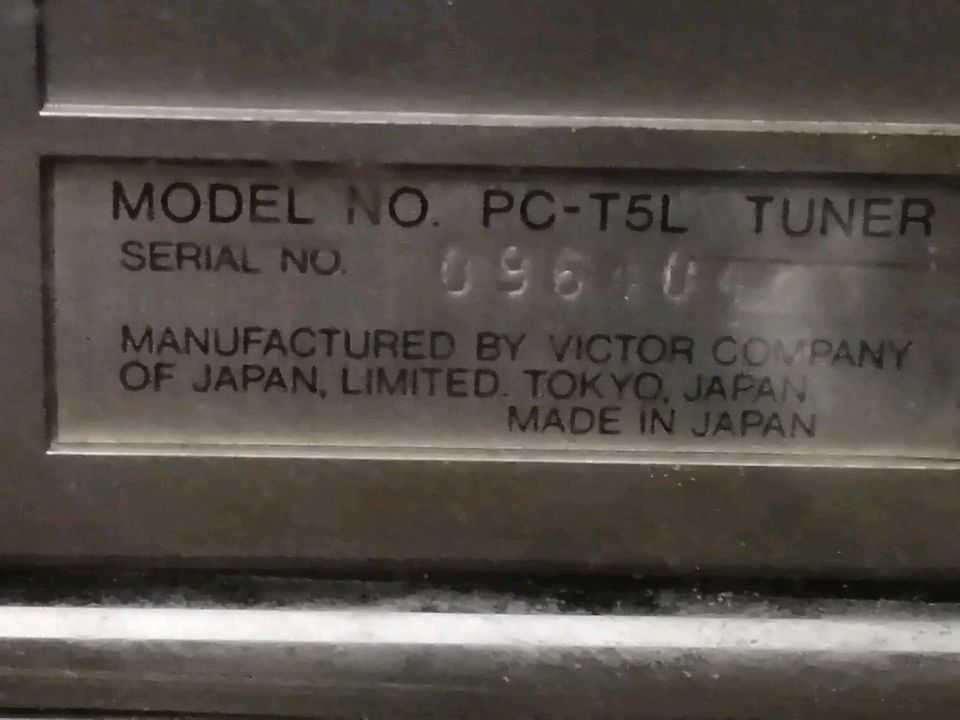 MODEL NO. PC-T5L TUNER
SERIAL NO.
MANUFACTURED BY VICTOR COMPANY
OF JAPAN, LIMITED. TOKYO, JAPAN
MADE IN JAPAN